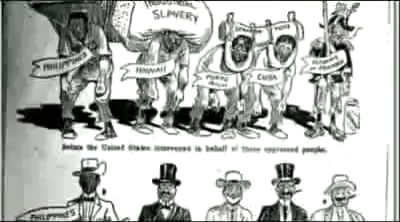 INDUSTRIAL
SLAVERY
PHILIPPINES
HAWAII
PORTO RICO
CUBA
Before the United States intervened in behalf of these oppressed people.
PHILIPPINES